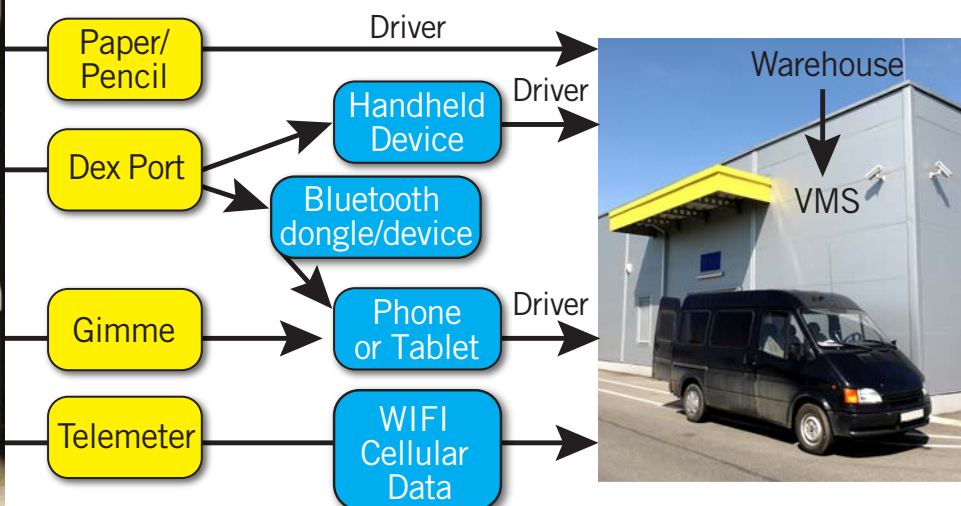 Paper/
Pencil
Driver
Dex Port
Handheld
Device
Driver
Bluetooth
dongle/device
Gimme
Phone
or Tablet
Driver
Telemeter
WIFI
Cellular
Data
Warehouse
VMS